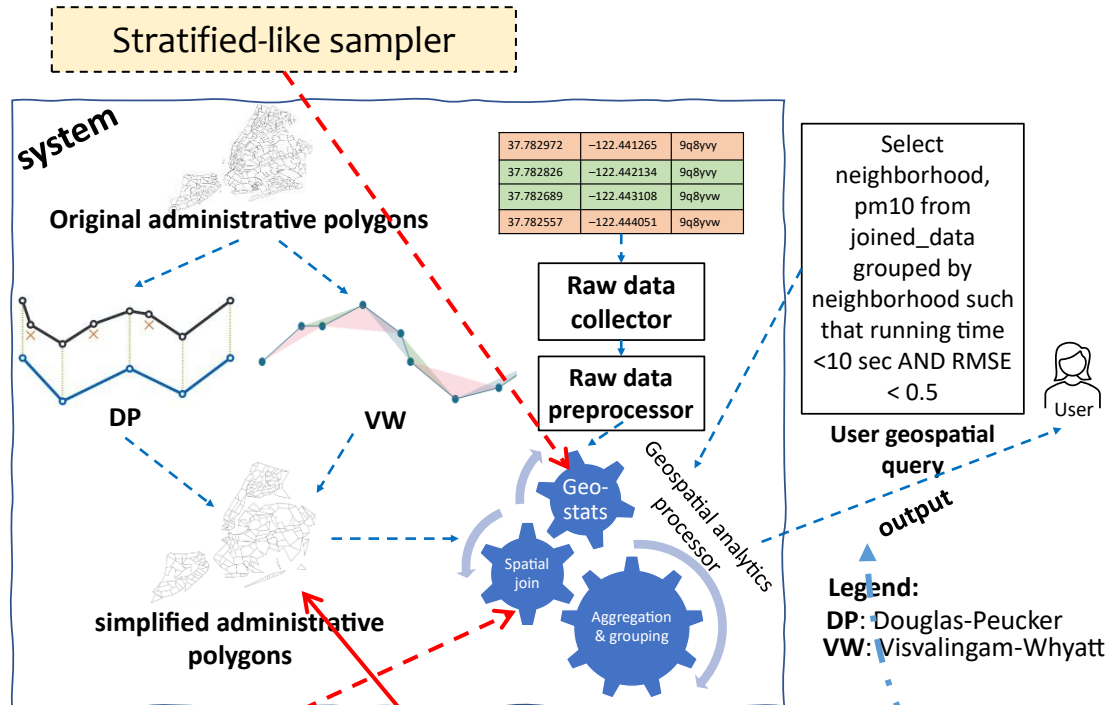 Stratified-like sampler
system
Original administrative polygons
37.782972 –122.441265 9q8yvy
37.782826 –122.442134 9q8yvy
37.782689 –122.443108 9q8yvw
37.782557 –122.444051 9q8yvw
Raw data
collector
Raw data
preprocessor
DP
VW
simplified administrative
polygons
Geo-
stats
Spatial
join
Aggregation
& grouping
Geospatial analytics
processor
Select
neighborhood,
pm10 from
joined_data
grouped by
neighborhood such
that running time
<10 sec AND RMSE
< 0.5
User geospatial
query
User
output
Legend:
DP: Douglas-Peucker
VW: Visvalingam-Whyatt